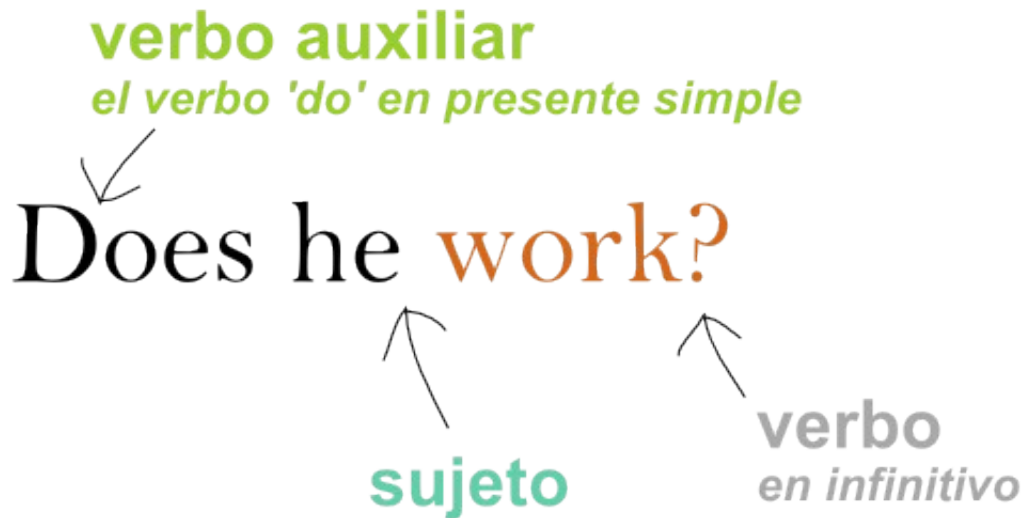 verbo auxiliar
el verbo 'do' en presente simple
Does he work?
sujeto
verbo
en infinitivo